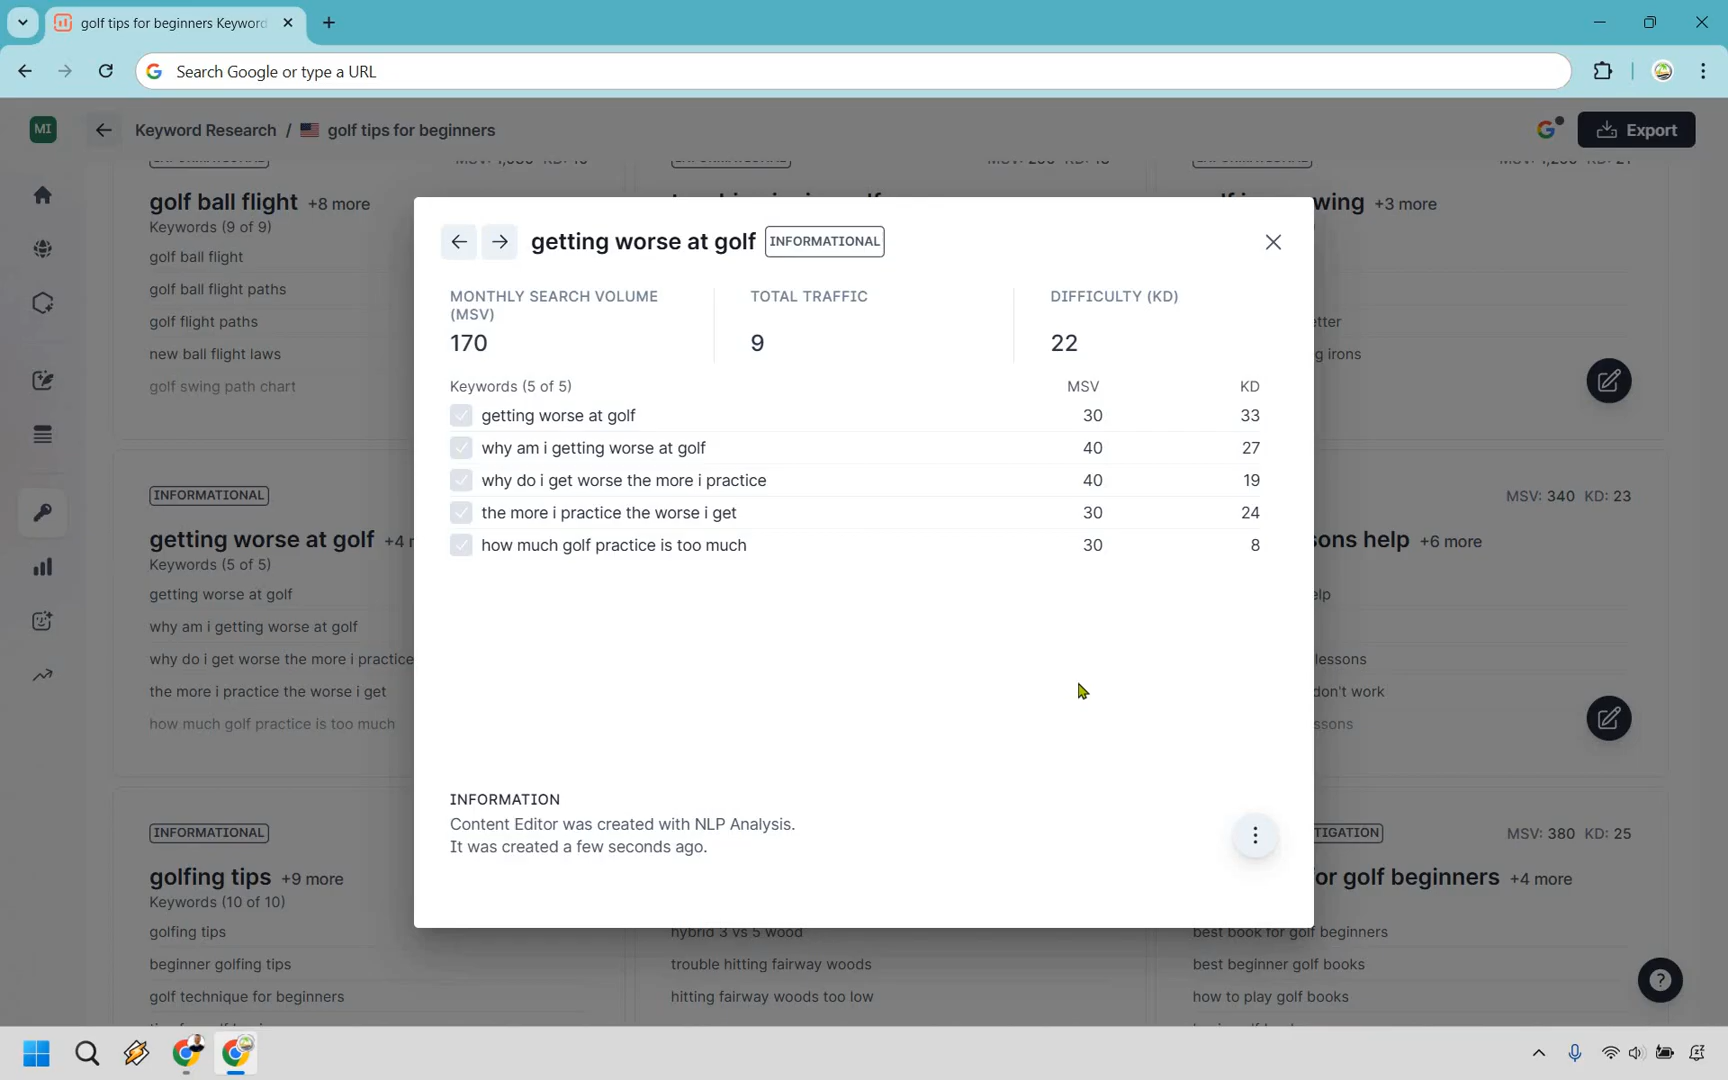 golf tips for beginners Keyword
Search Google or type a URL
MI
Keyword Research / golf tips for beginners
Export
golf ball flight +8 more
Keywords (9 of 9)
golf ball flight
golf ball flight paths
golf flight paths
new ball flight laws
golf swing path chart
wing +3 more
etter
g irons
getting worse at golf INFORMATIONAL
MONTHLY SEARCH VOLUME (MSV)
170
TOTAL TRAFFIC
9
DIFFICULTY (KD)
22
Keywords (5 of 5) MSV KD
getting worse at golf 30 33
why am i getting worse at golf 40 27
why do i get worse the more i practice 40 19
the more i practice the worse i get 30 24
how much golf practice is too much 30 8
INFORMATION
Content Editor was created with NLP Analysis.
It was created a few seconds ago.
INFORMATIONAL
getting worse at golf +4 r
Keywords (5 of 5)
getting worse at golf
why am i getting worse at golf
why do i get worse the more i practice
the more i practice the worse i get
how much golf practice is too much
MSV: 340 KD: 23
ons help +6 more
elp
lessons
don't work
ssons
INFORMATIONAL
golfing tips +9 more
Keywords (10 of 10)
golfing tips
beginner golfing tips
golf technique for beginners
hybrid 3 vs 5 wood
trouble hitting fairway woods
hitting fairway woods too low
TIGATION MSV: 380 KD: 25
or golf beginners +4 more
best book for golf beginners
best beginner golf books
how to play golf books